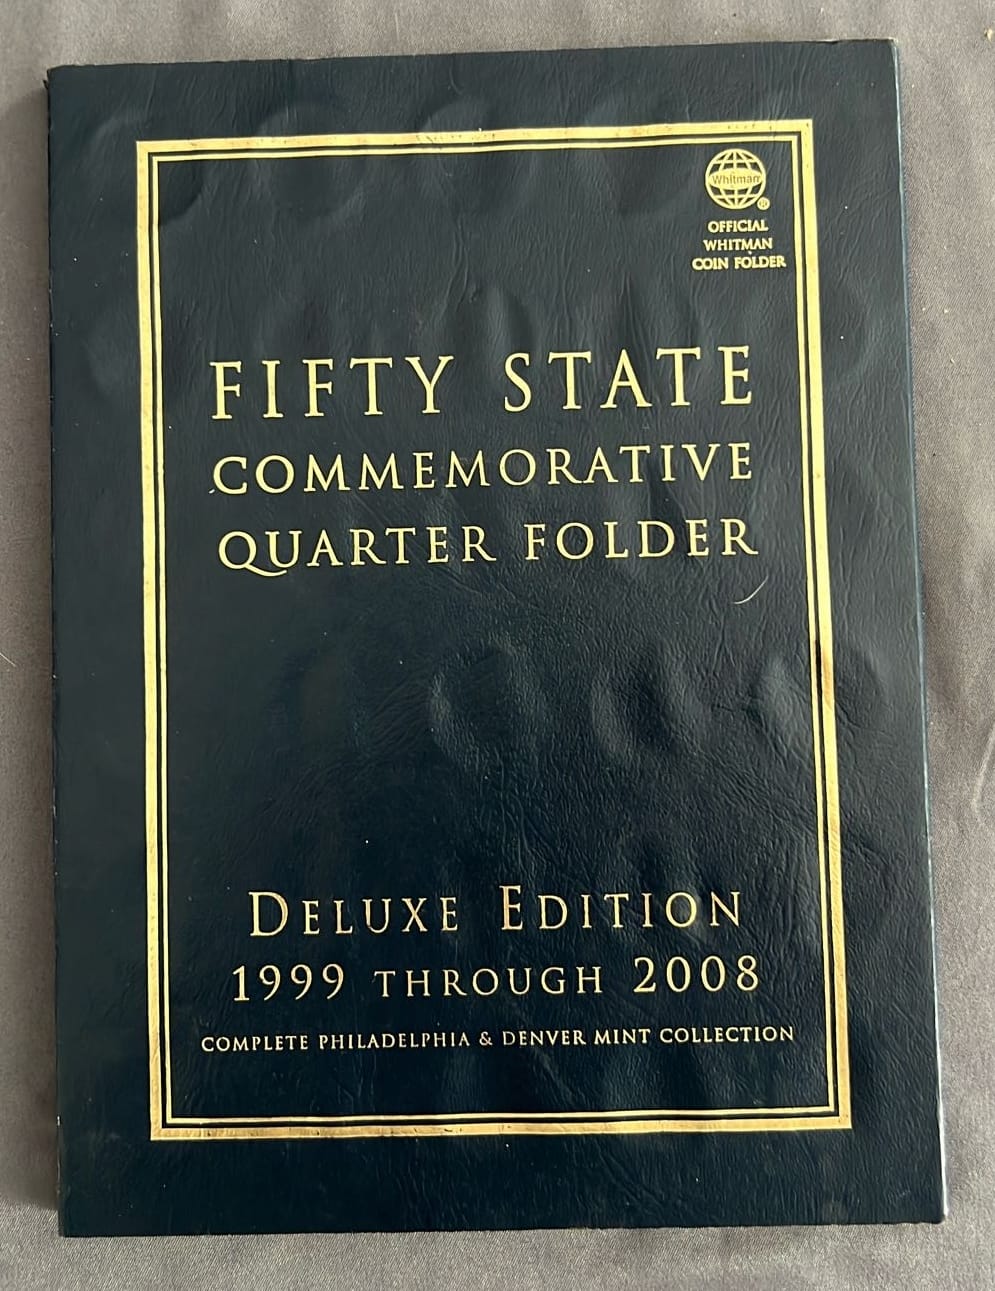 Whitman
®
OFFICIAL
WHITMAN
COIN FOLDER
FIFTY STATE
COMMEMORATIVE
QUARTER FOLDER
DELUXE EDITION
1999 THROUGH 2008
COMPLETE PHILADELPHIA & DENVER MINT COLLECTION